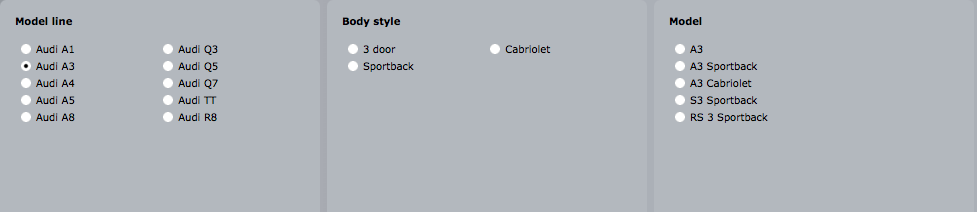 Model line
Audi A1
Audi A3
Audi A4
Audi A5
Audi A8
Audi Q3
Audi Q5
Audi Q7
Audi TT
Audi R8
Body style
3 door
Sportback
Cabriolet
Model
A3
A3 Sportback
A3 Cabriolet
S3 Sportback
RS 3 Sportback